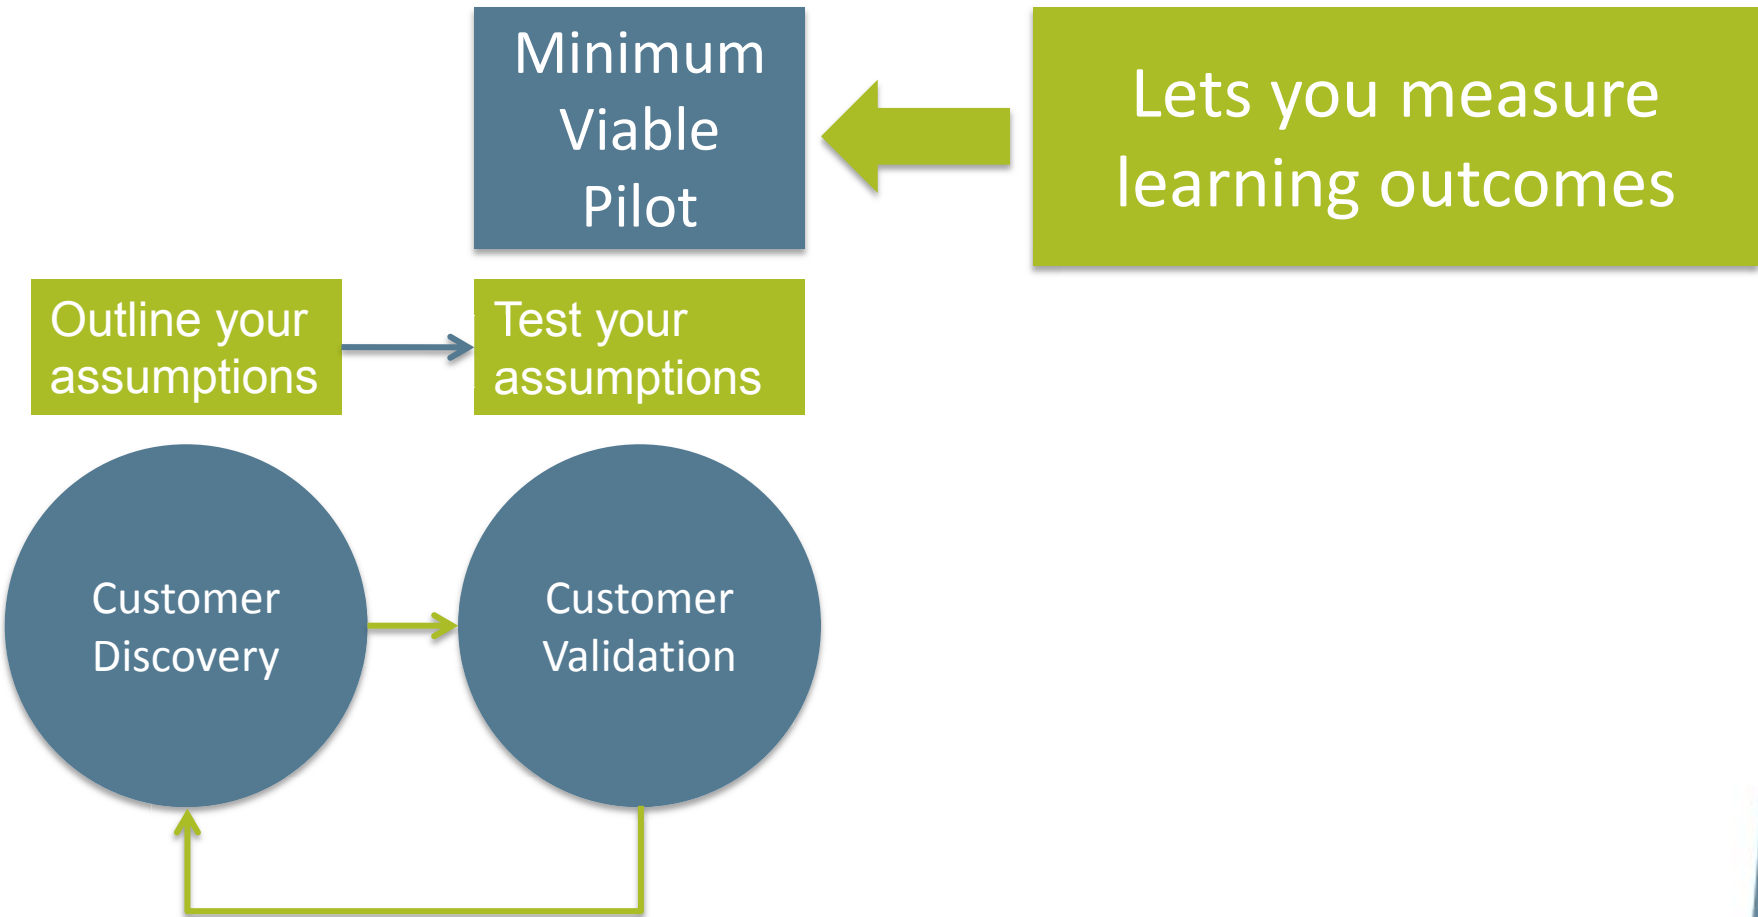 Minimum
Viable
Pilot
Lets you measure
learning outcomes
Outline your
assumptions
Test your
assumptions
Customer
Discovery
Customer
Validation